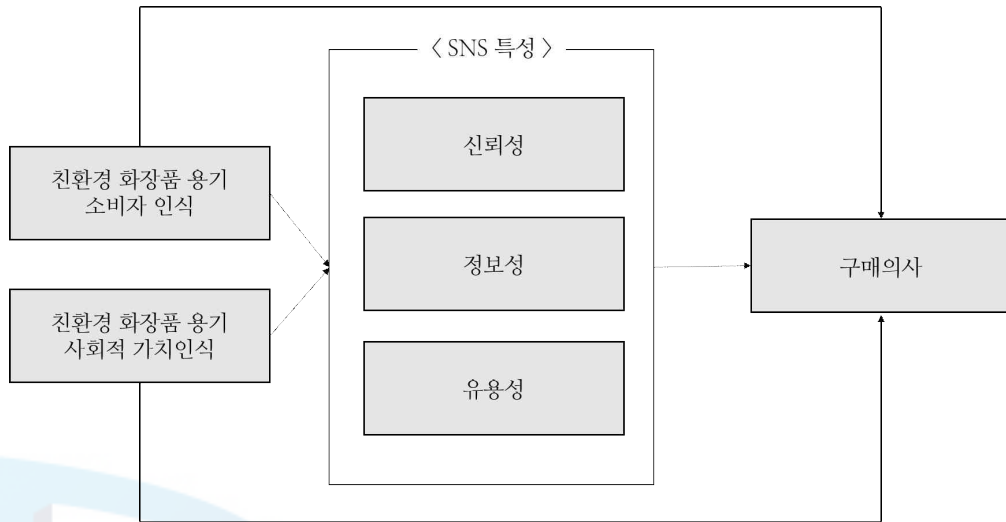 〈 SNS 특성 〉
신뢰성
친환경 화장품 용기
소비자 인식
정보성
구매의사
친환경 화장품 용기
사회적 가치인식
유용성